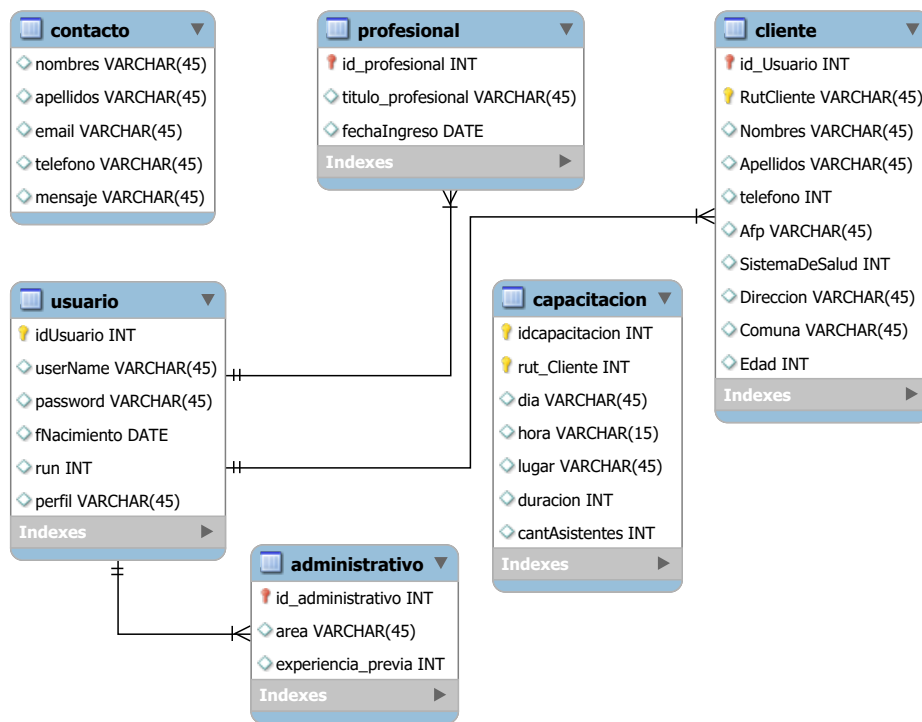 contacto
nombres VARCHAR(45)
apellidos VARCHAR(45)
email VARCHAR(45)
telefono VARCHAR(45)
mensaje VARCHAR(45)
profesional
id_profesional INT
titulo_profesional VARCHAR(45)
fechaIngreso DATE
Indexes
cliente
id_Usuario INT
RutCliente VARCHAR(45)
Nombres VARCHAR(45)
Apellidos VARCHAR(45)
telefono INT
Afp VARCHAR(45)
SistemaDeSalud INT
Direccion VARCHAR(45)
Comuna VARCHAR(45)
Edad INT
Indexes
usuario
idUsuario INT
userName VARCHAR(45)
password VARCHAR(45)
fNacimiento DATE
run INT
perfil VARCHAR(45)
Indexes
capacitacion
idcapacitacion INT
rut_Cliente INT
dia VARCHAR(45)
hora VARCHAR(15)
lugar VARCHAR(45)
duracion INT
cantAsistentes INT
Indexes
administrativo
id_administrativo INT
area VARCHAR(45)
experiencia_previa INT
Indexes